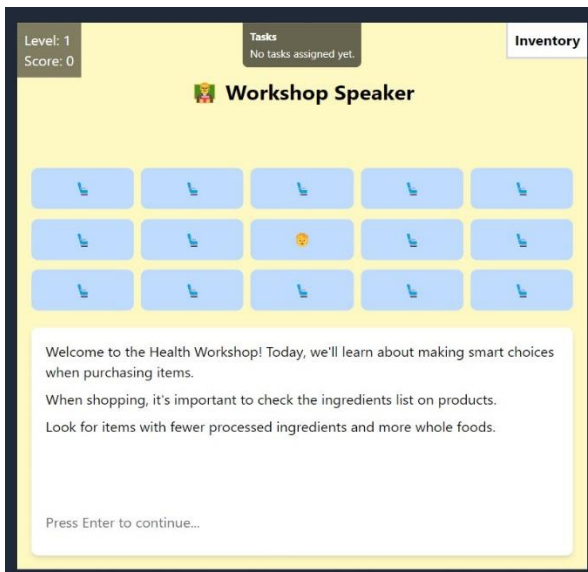 Level: 1
Score: 0
Tasks
No tasks assigned yet.
Inventory
Workshop Speaker
Welcome to the Health Workshop! Today, we'll learn about making smart choices
when purchasing items.
When shopping, it's important to check the ingredients list on products.
Look for items with fewer processed ingredients and more whole foods.
Press Enter to continue...